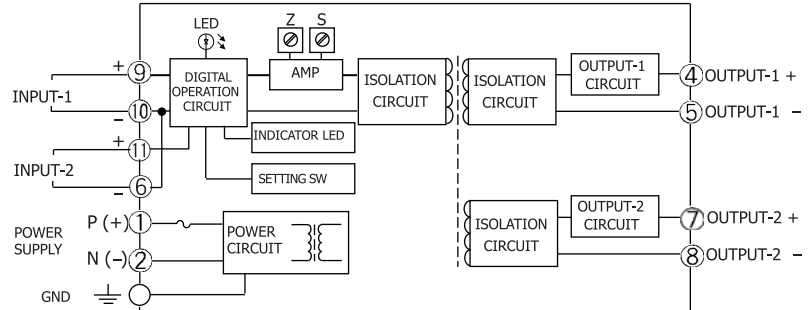 LED
Z S
+ 9
DIGITAL
OPERATION
CIRCUIT
AMP
ISOLATION
CIRCUIT
ISOLATION
CIRCUIT
OUTPUT-1
CIRCUIT
4 OUTPUT-1 +
INPUT-1
− 10
5 OUTPUT-1 −
+ 11
INDICATOR LED
INPUT-2
− 6
SETTING SW
P (+) 1
POWER
SUPPLY
N (−) 2
POWER
CIRCUIT
ISOLATION
CIRCUIT
OUTPUT-2
CIRCUIT
7 OUTPUT-2 +
8 OUTPUT-2 −
GND